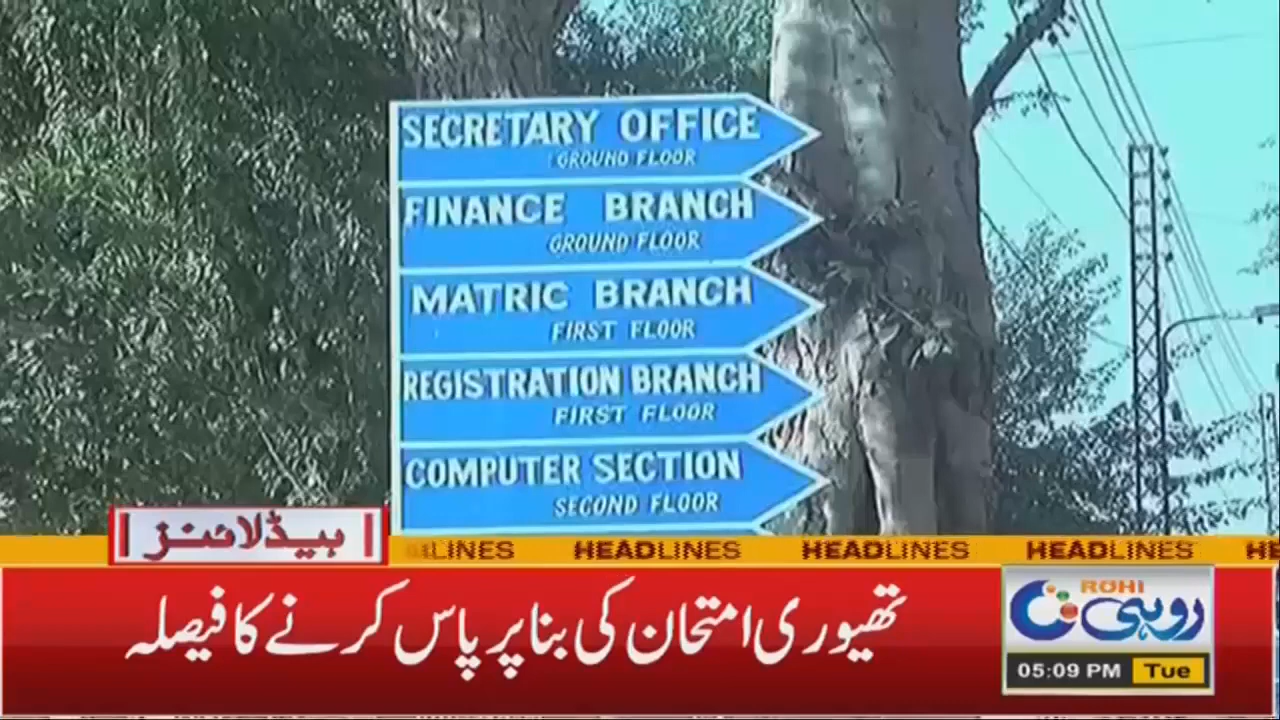 SECRETARY OFFICE
GROUND FLOOR
FINANCE BRANCH
GROUND FLOOR
MATRIC BRANCH
FIRST FLOOR
REGISTRATION BRANCH
FIRST FLOOR
COMPUTER SECTION
SECOND FLOOR
ہیڈلائنز
LINES HEADLINES HEADLINES HEADLINES
تھیوری امتحان کی بنا پر پاس کرنے کا فیصلہ
ROHI
روہی
05:09 PM Tue